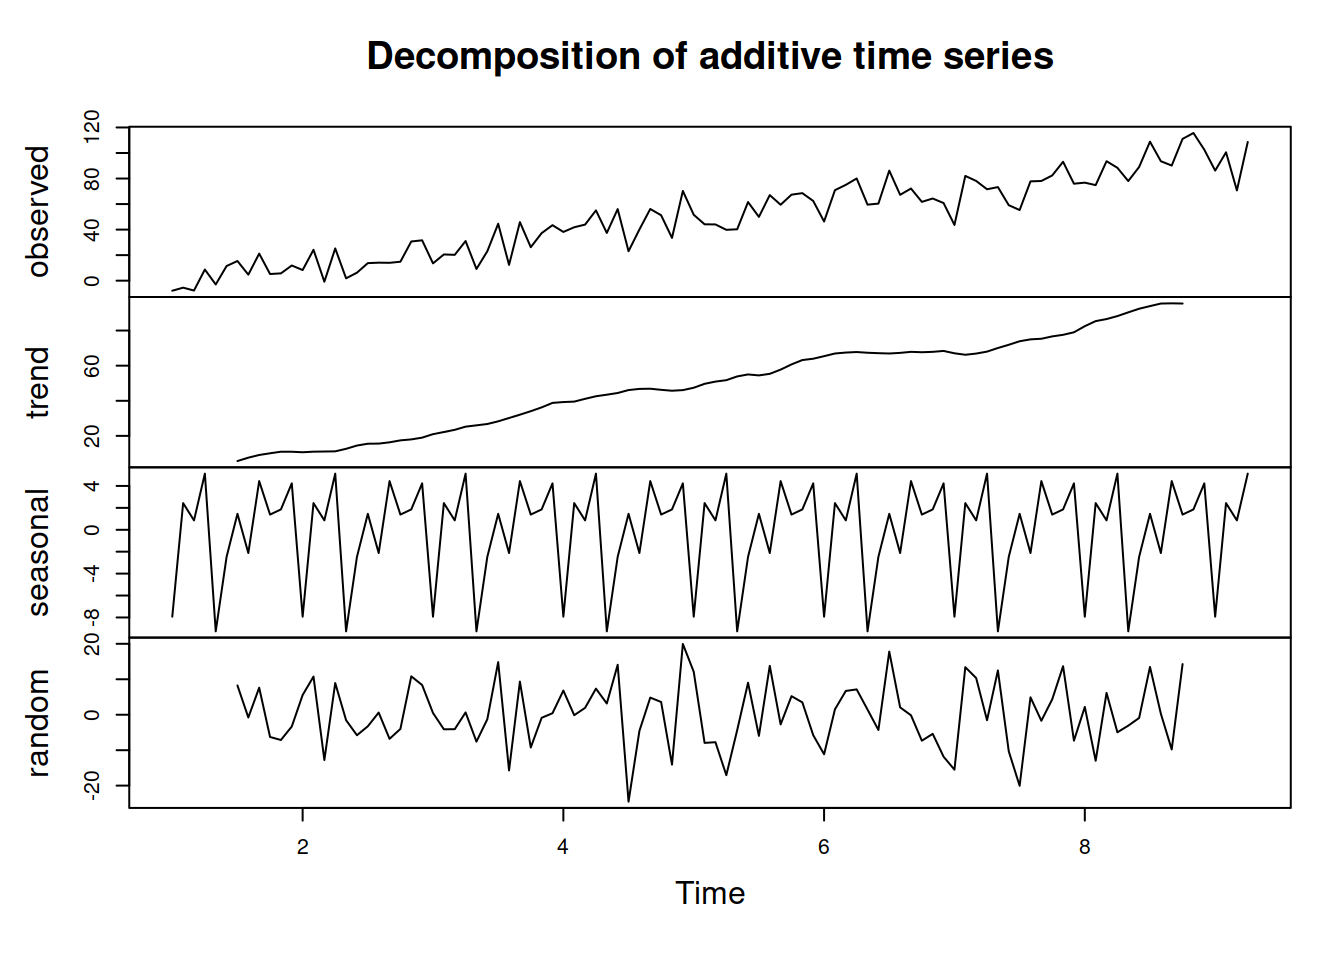 Decomposition of additive time series
observed
0 40 80 120
trend
20 60
seasonal
-8 -4 0 4
random
-20 0 20
2 4 6 8
Time